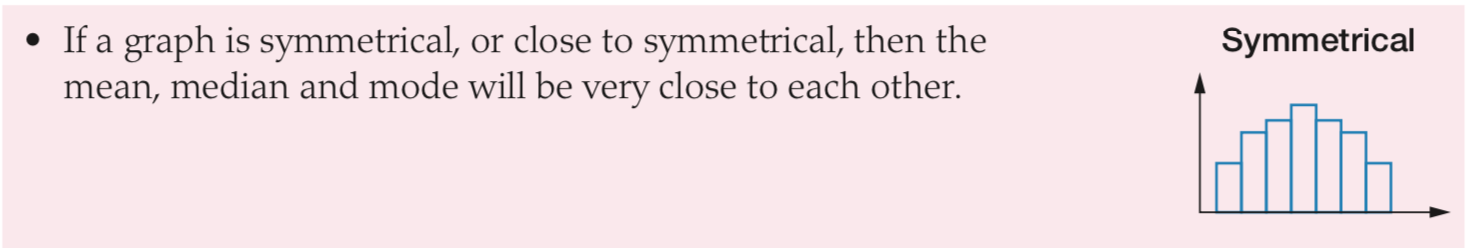 • If a graph is symmetrical, or close to symmetrical, then the
mean, median and mode will be very close to each other.
Symmetrical